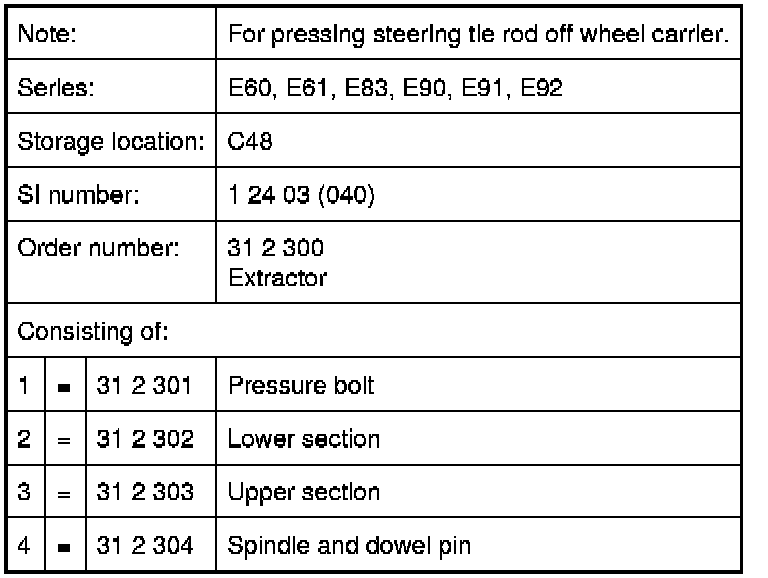 Note: For pressing steering tie rod off wheel carrier.
Series: E60, E61, E83, E90, E91, E92
Storage location: C48
SI number: 1 24 03 (040)
Order number: 31 2 300
Extractor
Consisting of:
1 = 31 2 301 Pressure bolt
2 = 31 2 302 Lower section
3 = 31 2 303 Upper section
4 = 31 2 304 Spindle and dowel pin